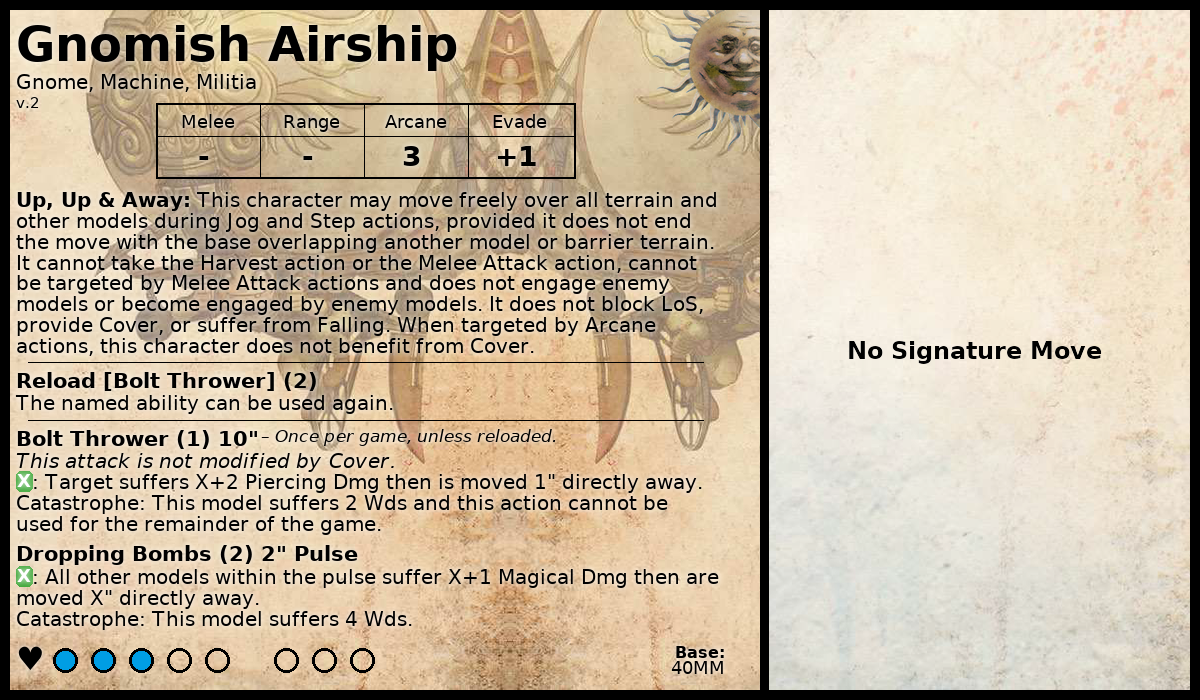 Gnomish Airship
Gnome, Machine, Militia
v.2
Melee Range Arcane Evade
- - 3 +1
Up, Up & Away: This character may move freely over all terrain and
other models during Jog and Step actions, provided it does not end
the move with the base overlapping another model or barrier terrain.
It cannot take the Harvest action or the Melee Attack action, cannot
be targeted by Melee Attack actions and does not engage enemy
models or become engaged by enemy models. It does not block LoS,
provide Cover, or suffer from Falling. When targeted by Arcane
actions, this character does not benefit from Cover.
Reload [Bolt Thrower] (2)
The named ability can be used again.
Bolt Thrower (1) 10" – Once per game, unless reloaded.
This attack is not modified by Cover.
X: Target suffers X+2 Piercing Dmg then is moved 1" directly away.
Catastrophe: This model suffers 2 Wds and this action cannot be
used for the remainder of the game.
Dropping Bombs (2) 2" Pulse
X: All other models within the pulse suffer X+1 Magical Dmg then are
moved X" directly away.
Catastrophe: This model suffers 4 Wds.
Base:
40MM
No Signature Move